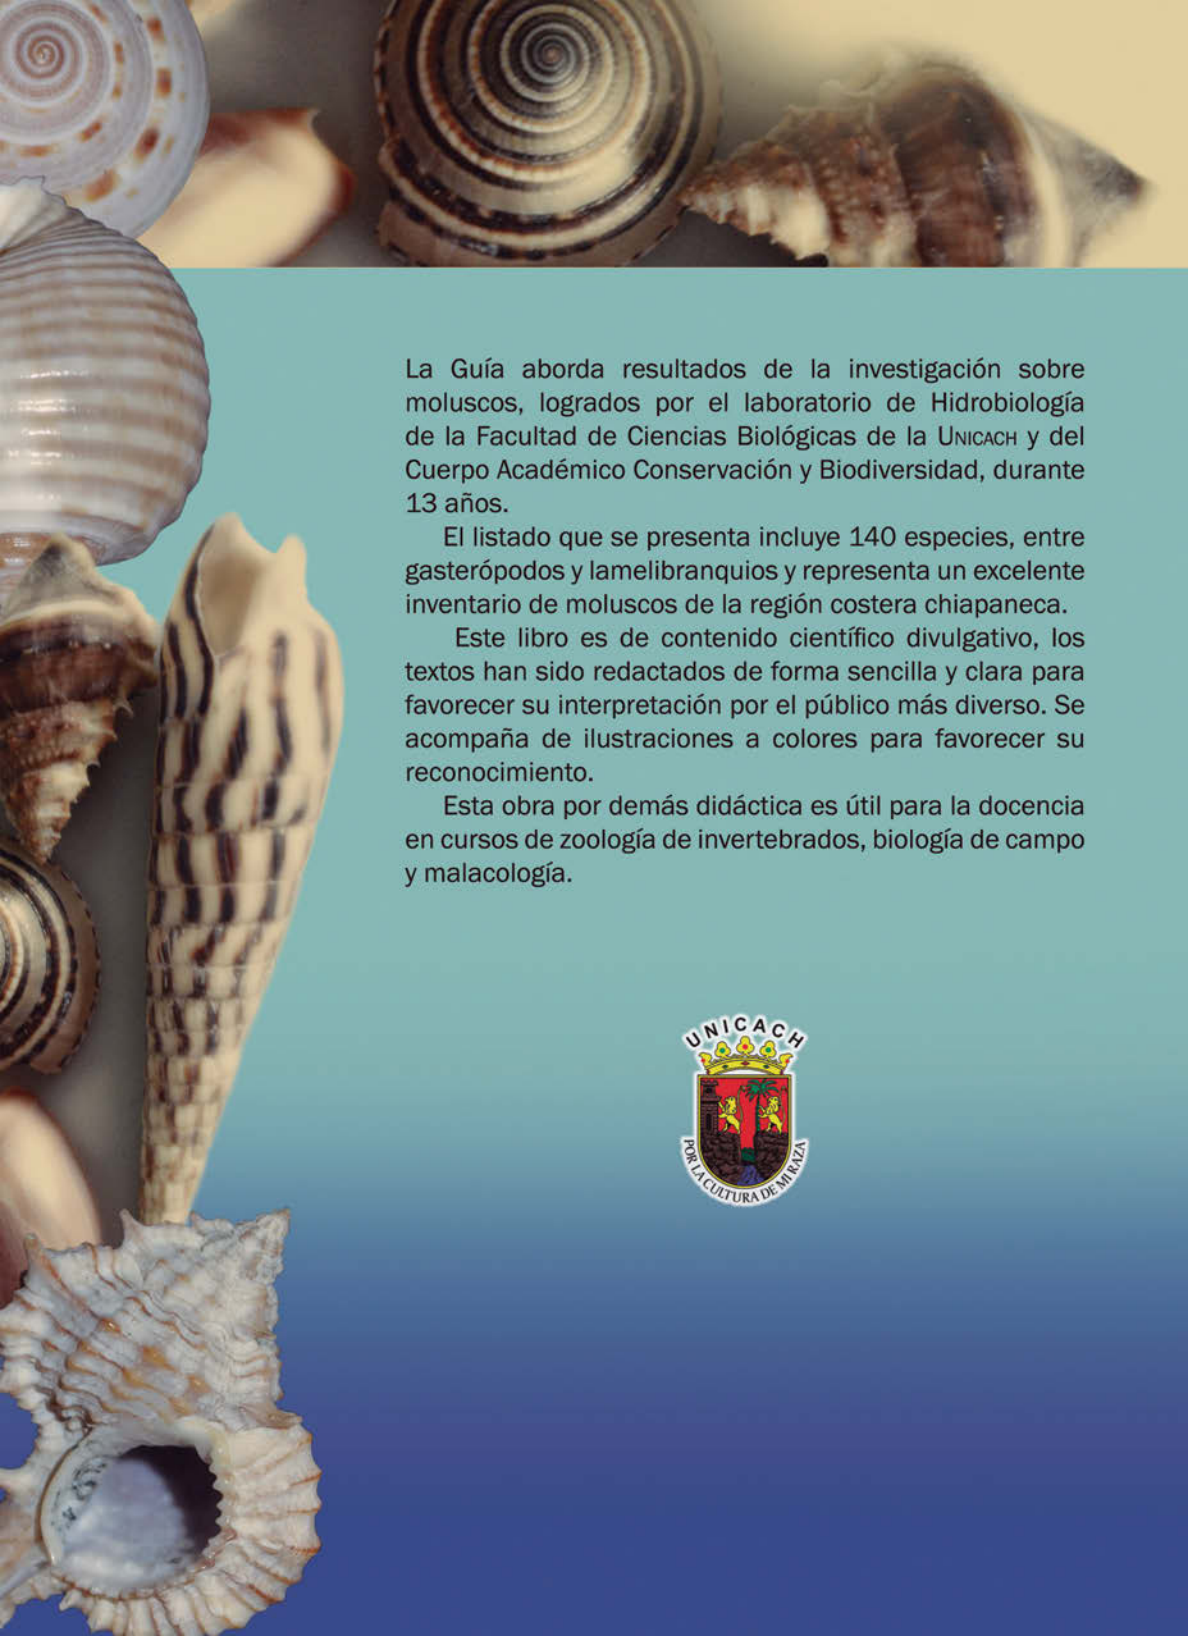 La Guía aborda resultados de la investigación sobre
moluscos, logrados por el laboratorio de Hidrobiología
de la Facultad de Ciencias Biológicas de la UNICACH y del
Cuerpo Académico Conservación y Biodiversidad, durante
13 años.
El listado que se presenta incluye 140 especies, entre
gasterópodos y lamelibranquios y representa un excelente
inventario de moluscos de la región costera chiapaneca.
Este libro es de contenido científico divulgativo, los
textos han sido redactados de forma sencilla y clara para
favorecer su interpretación por el público más diverso. Se
acompaña de ilustraciones a colores para favorecer su
reconocimiento.
Esta obra por demás didáctica es útil para la docencia
en cursos de zoología de invertebrados, biología de campo
y malacología.
UNICACH
POR LA CULTURA DE MI RAZA